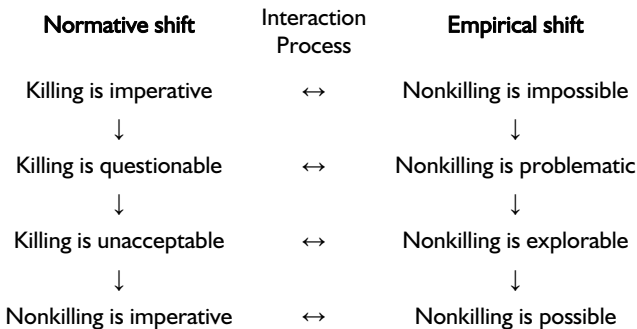 Normative shift Interaction Process Empirical shift
Killing is imperative ↔ Nonkilling is impossible
↓ ↓
Killing is questionable ↔ Nonkilling is problematic
↓ ↓
Killing is unacceptable ↔ Nonkilling is explorable
↓ ↓
Nonkilling is imperative ↔ Nonkilling is possible